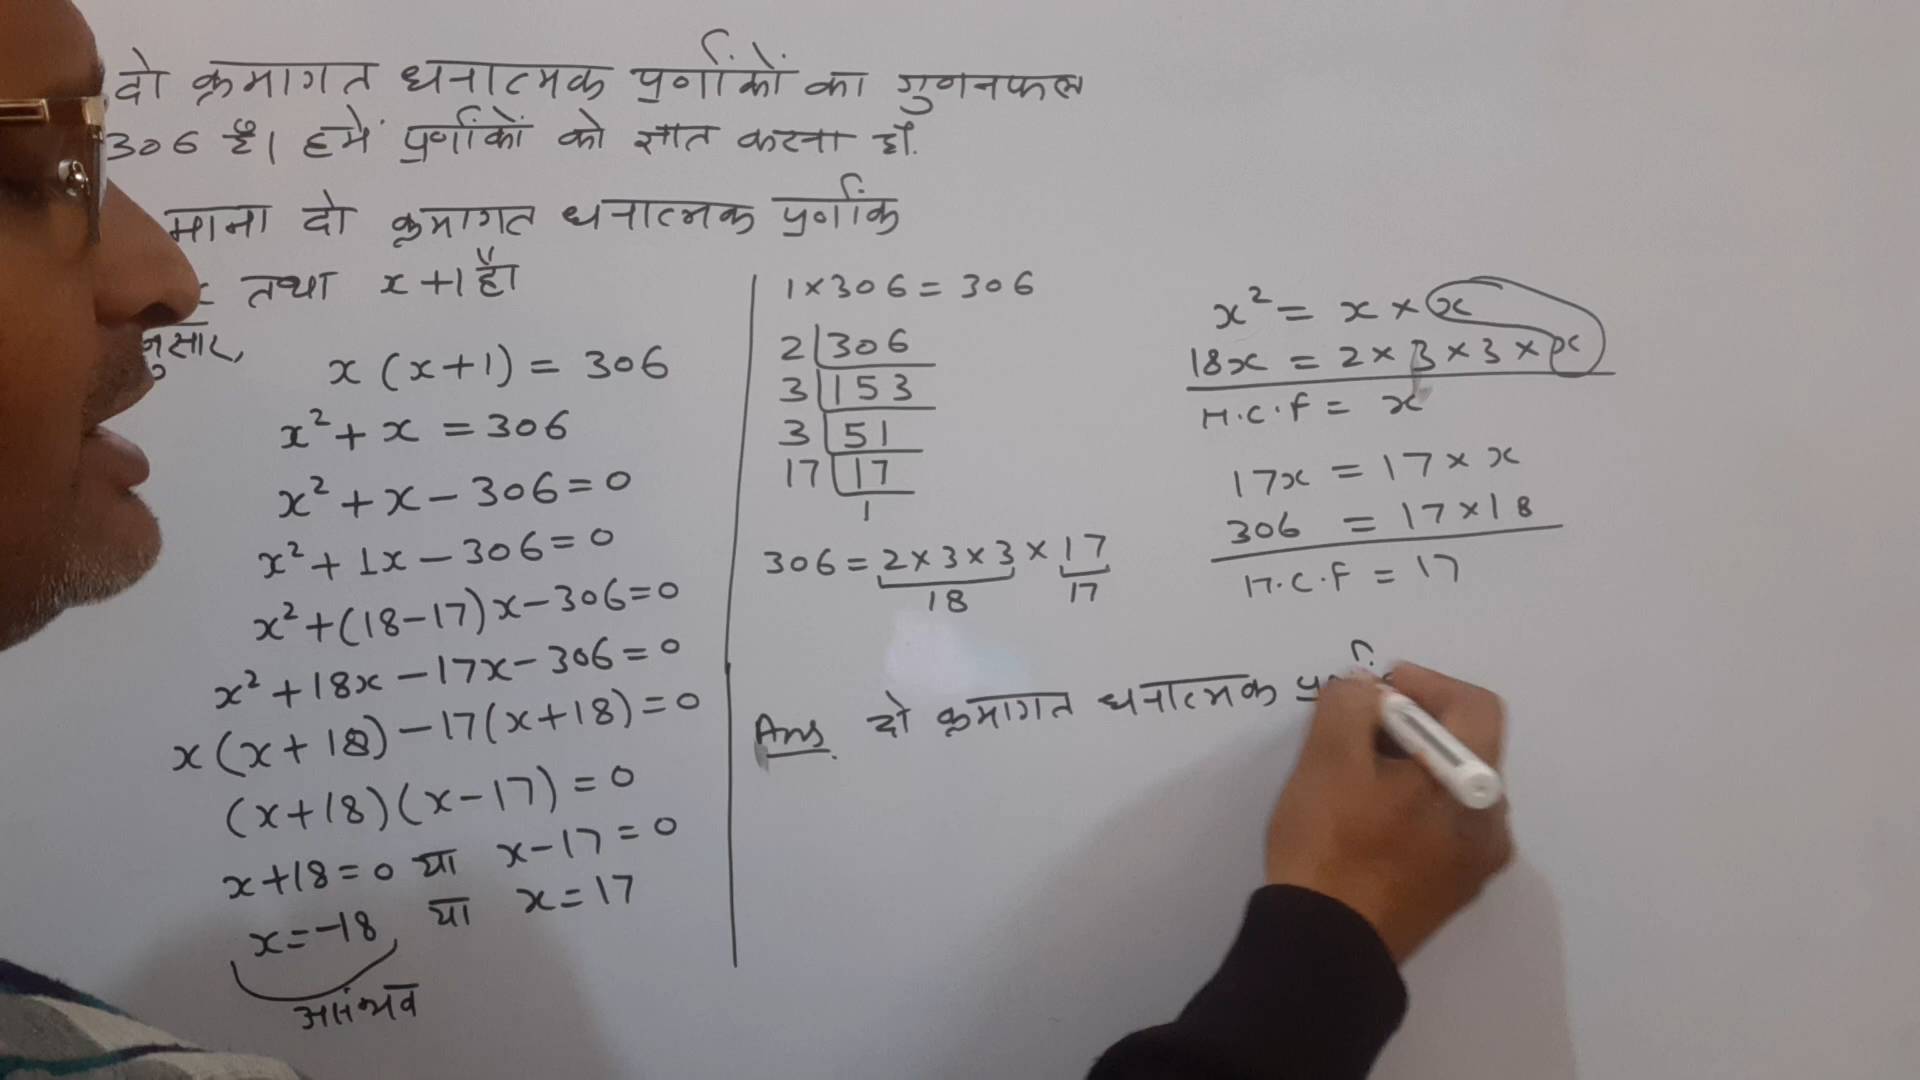 दो क्रमागत धनात्मक पूर्णांकों का गुणनफल
306 है। हमें पूर्णांकों को ज्ञात करना है.
माना दो क्रमागत धनात्मक पूर्णांक
तथा x+1 है।
x(x+1) = 306
x² + x = 306
x² + x - 306 = 0
x² + 1x - 306 = 0
x² + (18-17)x - 306 = 0
x² + 18x - 17x - 306 = 0
x(x+18) - 17(x+18) = 0
(x+18)(x-17) = 0
x+18 = 0 या x-17 = 0
x = -18 या x = 17
असंभव
1 × 306 = 306
2 | 306
3 | 153
3 | 51
17 | 17
1
306 = 2 × 3 × 3 × 17
18 17
x² = x × x
18x = 2 × 3 × 3 × x
H.C.F = x
17x = 17 × x
306 = 17 × 18
H.C.F = 17
Ans. दो क्रमागत धनात्मक